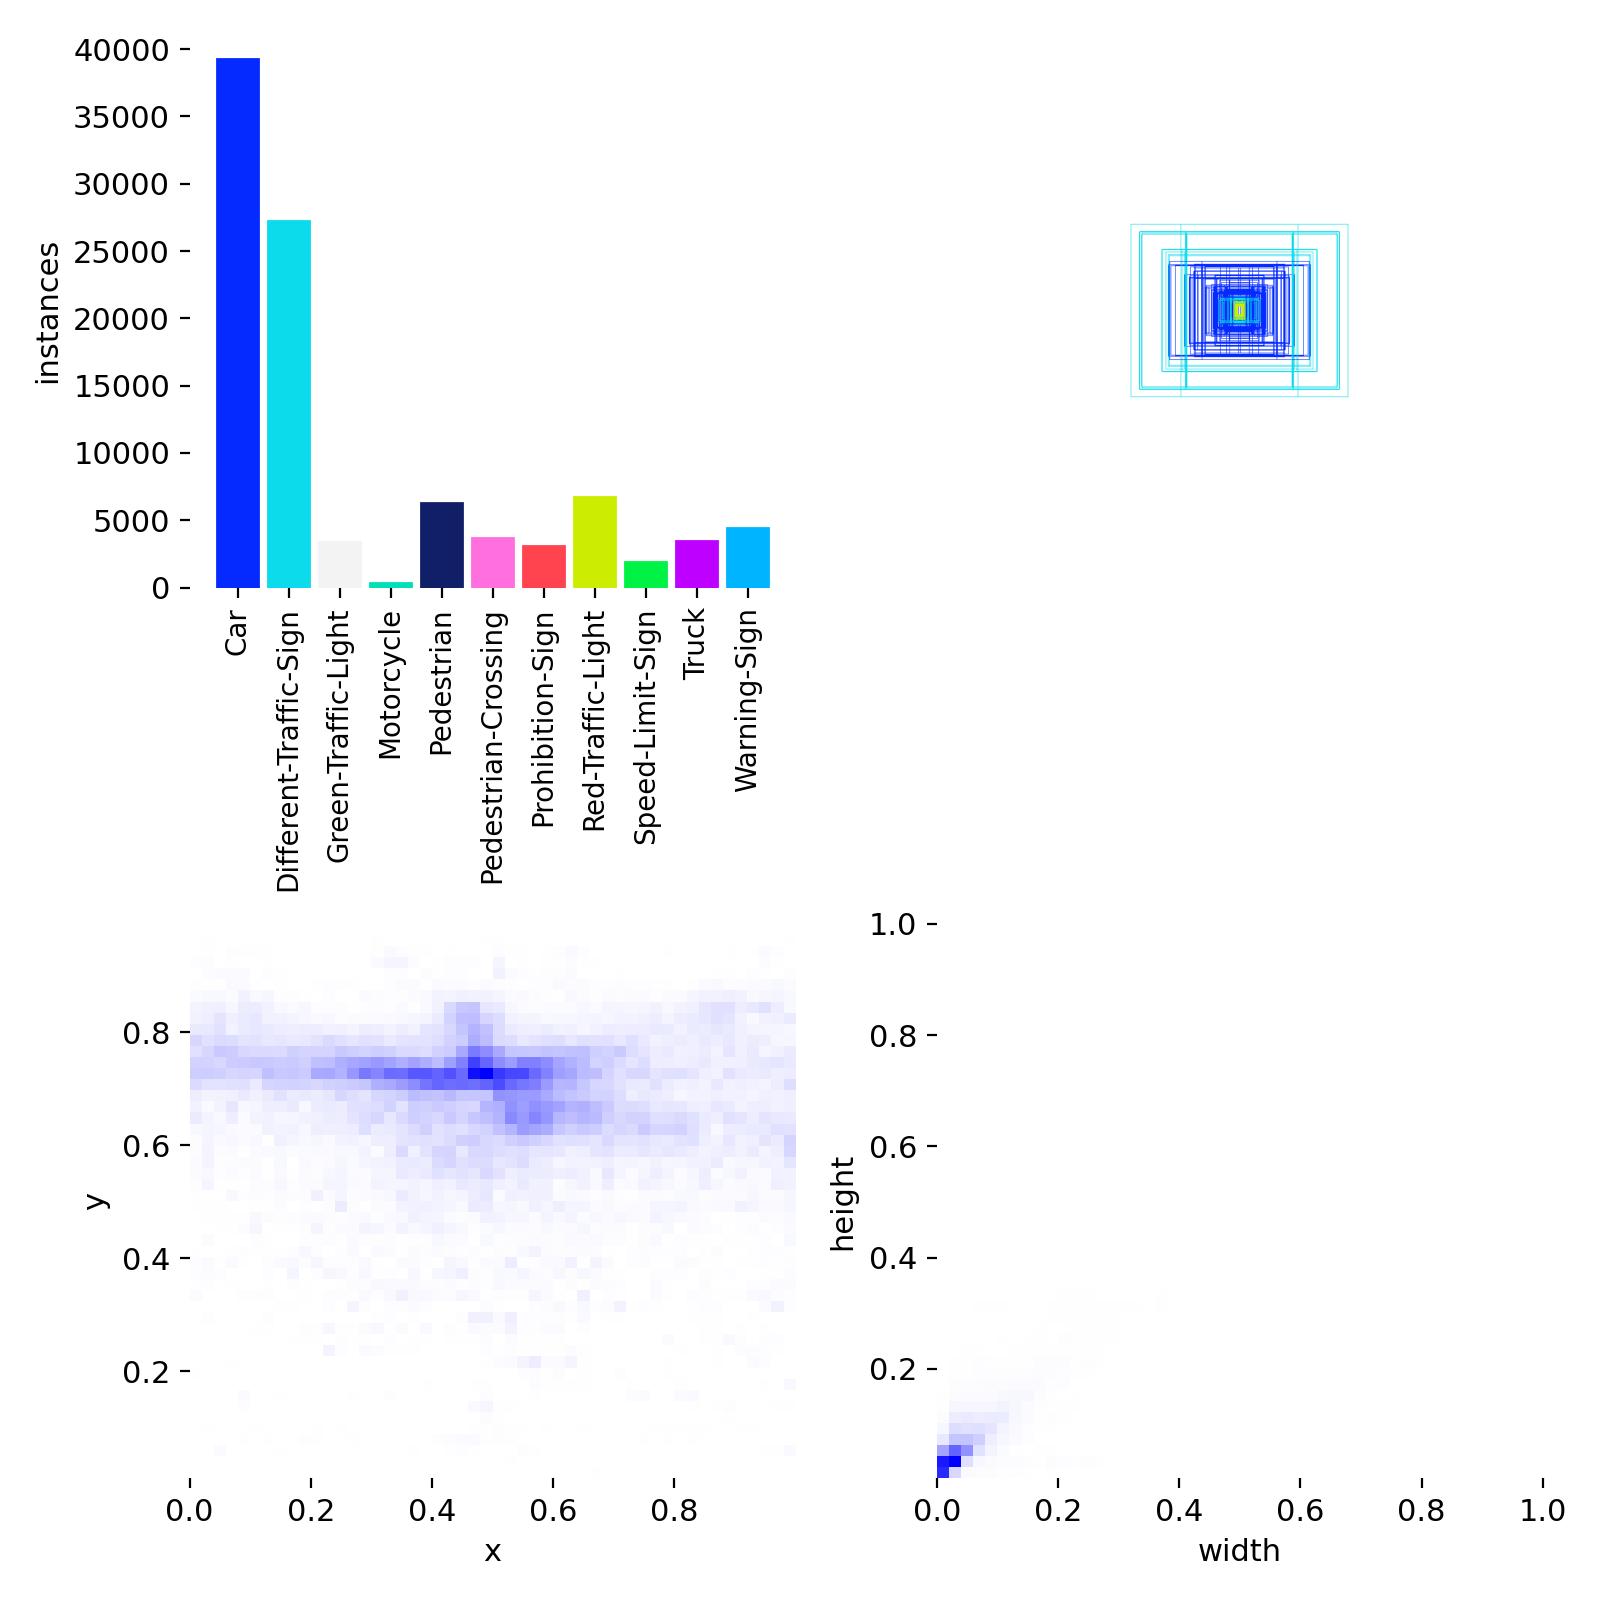 40000
35000
30000
25000
20000
15000
10000
5000
0
instances
Car
Different-Traffic-Sign
Green-Traffic-Light
Motorcycle
Pedestrian
Pedestrian-Crossing
Prohibition-Sign
Red-Traffic-Light
Speed-Limit-Sign
Truck
Warning-Sign
0.8
0.6
0.4
0.2
y
0.0 0.2 0.4 0.6 0.8
x
1.0
0.8
0.6
0.4
0.2
height
0.0 0.2 0.4 0.6 0.8 1.0
width